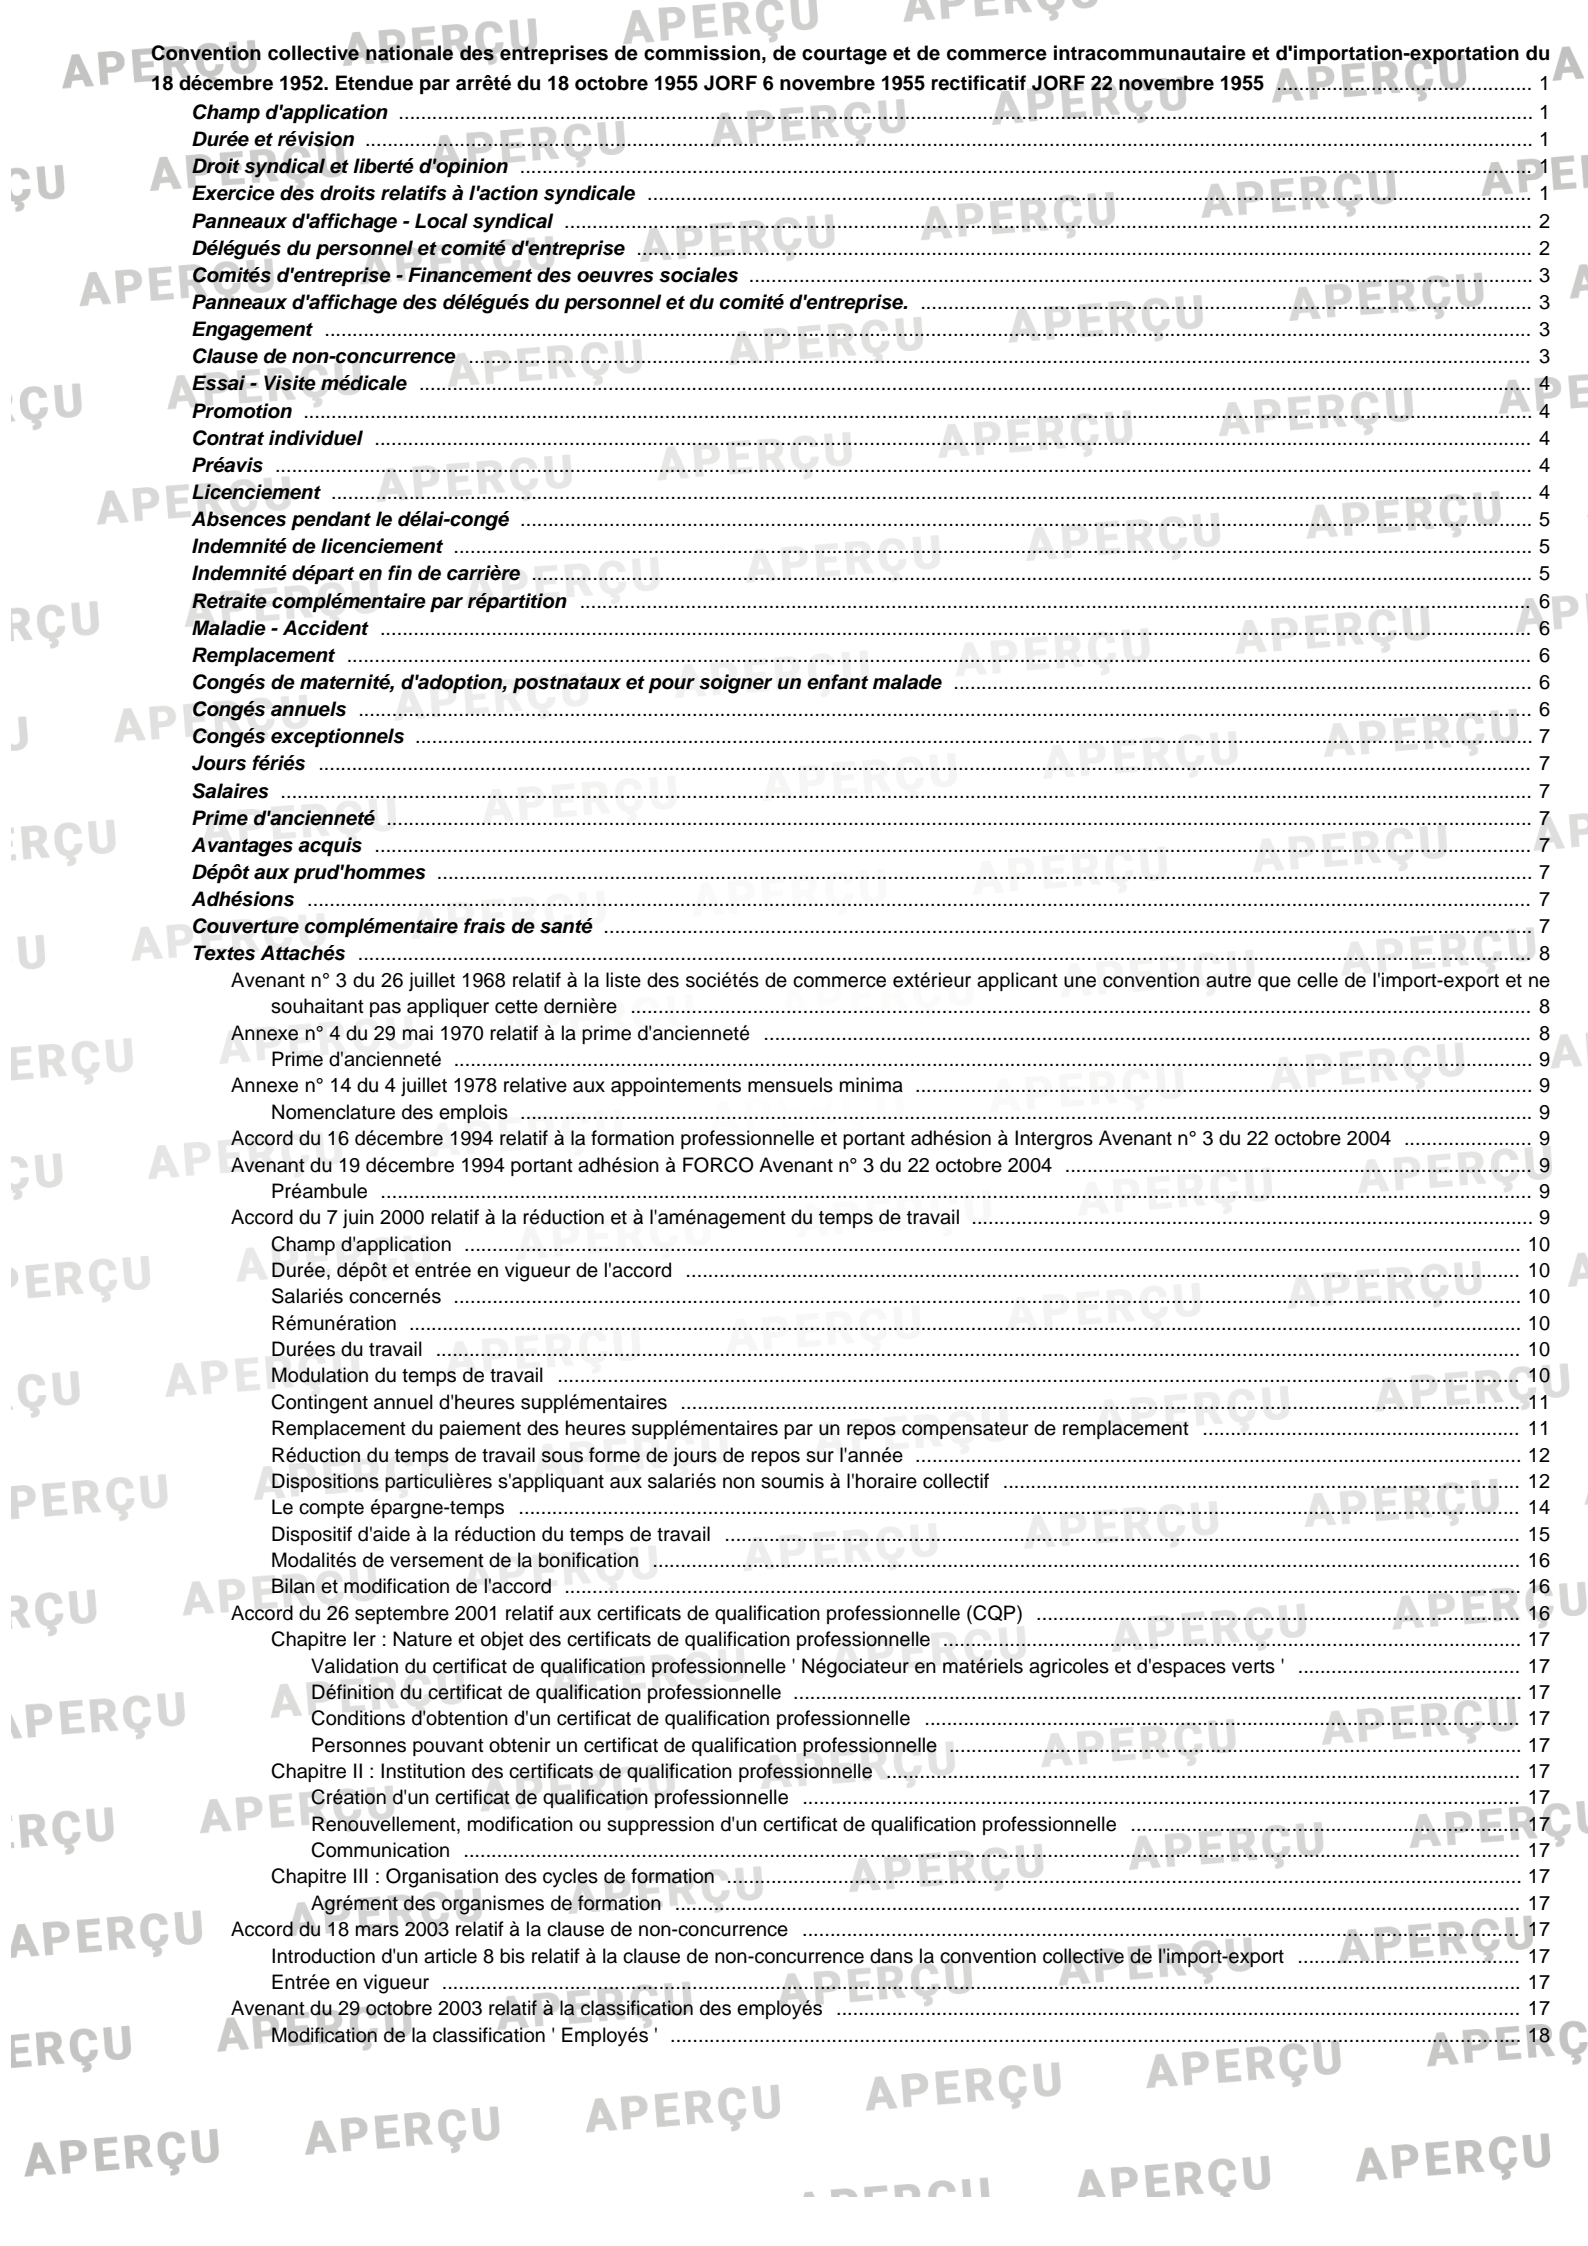 Convention collective nationale des entreprises de commission, de courtage et de commerce intracommunautaire et d'importation-exportation du
18 décembre 1952. Etendue par arrêté du 18 octobre 1955 JORF 6 novembre 1955 rectificatif JORF 22 novembre 1955 ... 1
Champ d'application ... 1
Durée et révision ... 1
Droit syndical et liberté d'opinion ... 1
Exercice des droits relatifs à l'action syndicale ... 1
Panneaux d'affichage - Local syndical ... 2
Délégués du personnel et comité d'entreprise ... 2
Comités d'entreprise - Financement des oeuvres sociales ... 3
Panneaux d'affichage des délégués du personnel et du comité d'entreprise. ... 3
Engagement ... 3
Clause de non-concurrence ... 3
Essai - Visite médicale ... 4
Promotion ... 4
Contrat individuel ... 4
Préavis ... 4
Licenciement ... 4
Absences pendant le délai-congé ... 5
Indemnité de licenciement ... 5
Indemnité départ en fin de carrière ... 5
Retraite complémentaire par répartition ... 6
Maladie - Accident ... 6
Remplacement ... 6
Congés de maternité, d'adoption, postnataux et pour soigner un enfant malade ... 6
Congés annuels ... 6
Congés exceptionnels ... 7
Jours fériés ... 7
Salaires ... 7
Prime d'ancienneté ... 7
Avantages acquis ... 7
Dépôt aux prud'hommes ... 7
Adhésions ... 7
Couverture complémentaire frais de santé ... 7
Textes Attachés ... 8
Avenant n° 3 du 26 juillet 1968 relatif à la liste des sociétés de commerce extérieur applicant une convention autre que celle de l'import-export et ne
souhaitant pas appliquer cette dernière ... 8
Annexe n° 4 du 29 mai 1970 relatif à la prime d'ancienneté ... 8
Prime d'ancienneté ... 9
Annexe n° 14 du 4 juillet 1978 relative aux appointements mensuels minima ... 9
Nomenclature des emplois ... 9
Accord du 16 décembre 1994 relatif à la formation professionnelle et portant adhésion à Intergros Avenant n° 3 du 22 octobre 2004 ... 9
Avenant du 19 décembre 1994 portant adhésion à FORCO Avenant n° 3 du 22 octobre 2004 ... 9
Préambule ... 9
Accord du 7 juin 2000 relatif à la réduction et à l'aménagement du temps de travail ... 9
Champ d'application ... 10
Durée, dépôt et entrée en vigueur de l'accord ... 10
Salariés concernés ... 10
Rémunération ... 10
Durées du travail ... 10
Modulation du temps de travail ... 10
Contingent annuel d'heures supplémentaires ... 11
Remplacement du paiement des heures supplémentaires par un repos compensateur de remplacement ... 11
Réduction du temps de travail sous forme de jours de repos sur l'année ... 12
Dispositions particulières s'appliquant aux salariés non soumis à l'horaire collectif ... 12
Le compte épargne-temps ... 14
Dispositif d'aide à la réduction du temps de travail ... 15
Modalités de versement de la bonification ... 16
Bilan et modification de l'accord ... 16
Accord du 26 septembre 2001 relatif aux certificats de qualification professionnelle (CQP) ... 16
Chapitre Ier : Nature et objet des certificats de qualification professionnelle ... 17
Validation du certificat de qualification professionnelle ' Négociateur en matériels agricoles et d'espaces verts ' ... 17
Définition du certificat de qualification professionnelle ... 17
Conditions d'obtention d'un certificat de qualification professionnelle ... 17
Personnes pouvant obtenir un certificat de qualification professionnelle ... 17
Chapitre II : Institution des certificats de qualification professionnelle ... 17
Création d'un certificat de qualification professionnelle ... 17
Renouvellement, modification ou suppression d'un certificat de qualification professionnelle ... 17
Communication ... 17
Chapitre III : Organisation des cycles de formation ... 17
Agrément des organismes de formation ... 17
Accord du 18 mars 2003 relatif à la clause de non-concurrence ... 17
Introduction d'un article 8 bis relatif à la clause de non-concurrence dans la convention collective de l'import-export ... 17
Entrée en vigueur ... 17
Avenant du 29 octobre 2003 relatif à la classification des employés ... 17
Modification de la classification ' Employés ' ... 18
APERÇU APERÇU APERÇU APERÇU APERÇU APERÇU